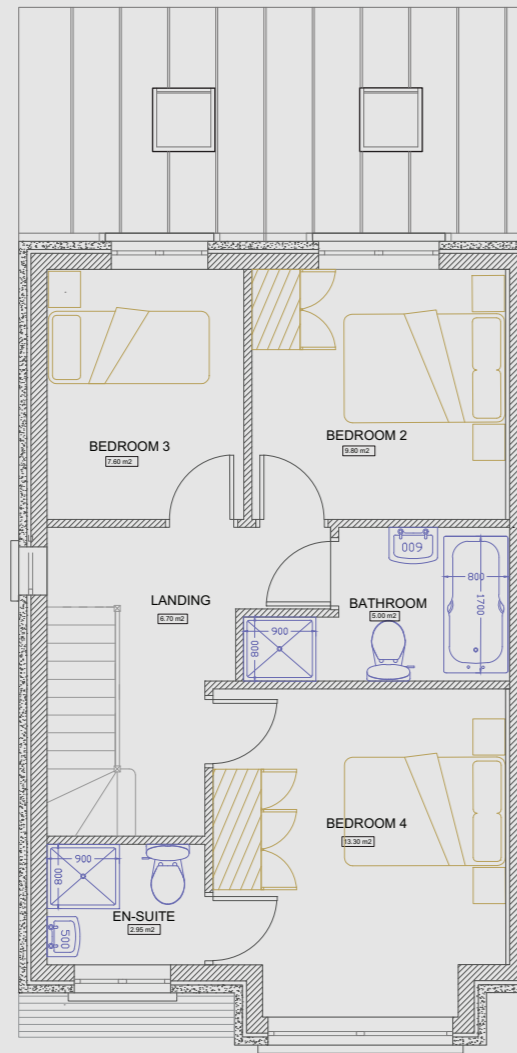 BEDROOM 3
7.60 m2
BEDROOM 2
9.80 m2
LANDING
6.70 m2
BATHROOM
5.00 m2
600
800
1700
900
800
BEDROOM 4
13.30 m2
900
800
500
EN-SUITE
2.95 m2